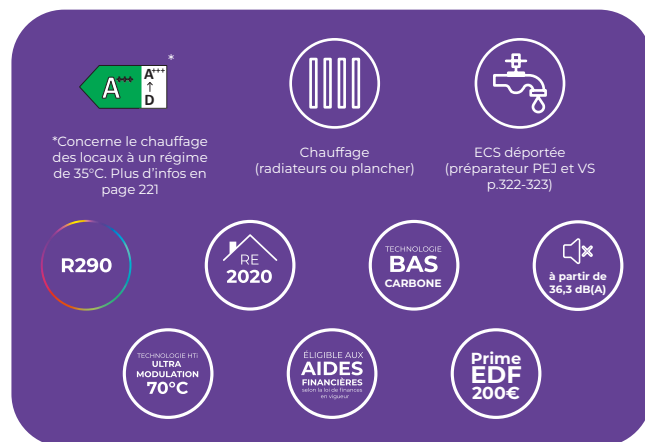 *
A+++
A+++
↑
D
*Concerne le chauffage
des locaux à un régime
de 35°C. Plus d'infos en
page 221
Chauffage
(radiateurs ou plancher)
ECS déportée
(préparateur PEJ et VS
p.322-323)
R290
RE
2020
TECHNOLOGIE
BAS
CARBONE
à partir de
36,3 dB(A)
TECHNOLOGIE HTi
ULTRA
MODULATION
70°C
ÉLIGIBLE AUX
AIDES
FINANCIÈRES
selon la loi de finances
en vigueur
Prime
EDF
200€